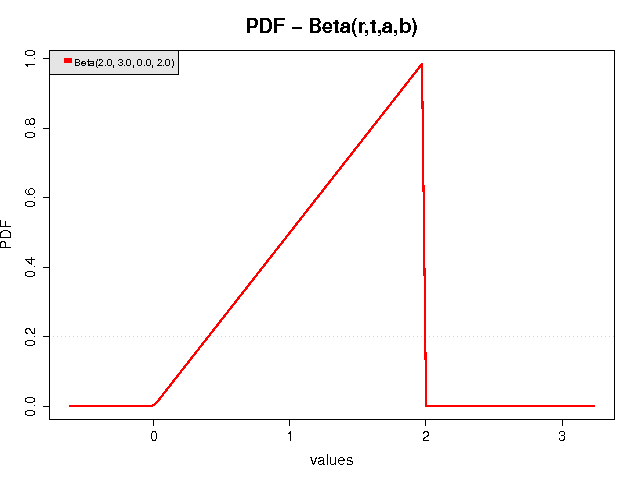 PDF − Beta(r,t,a,b)
Beta(2.0, 3.0, 0.0, 2.0)
1.0
0.8
0.6
0.4
0.2
0.0
PDF
0 1 2 3
values